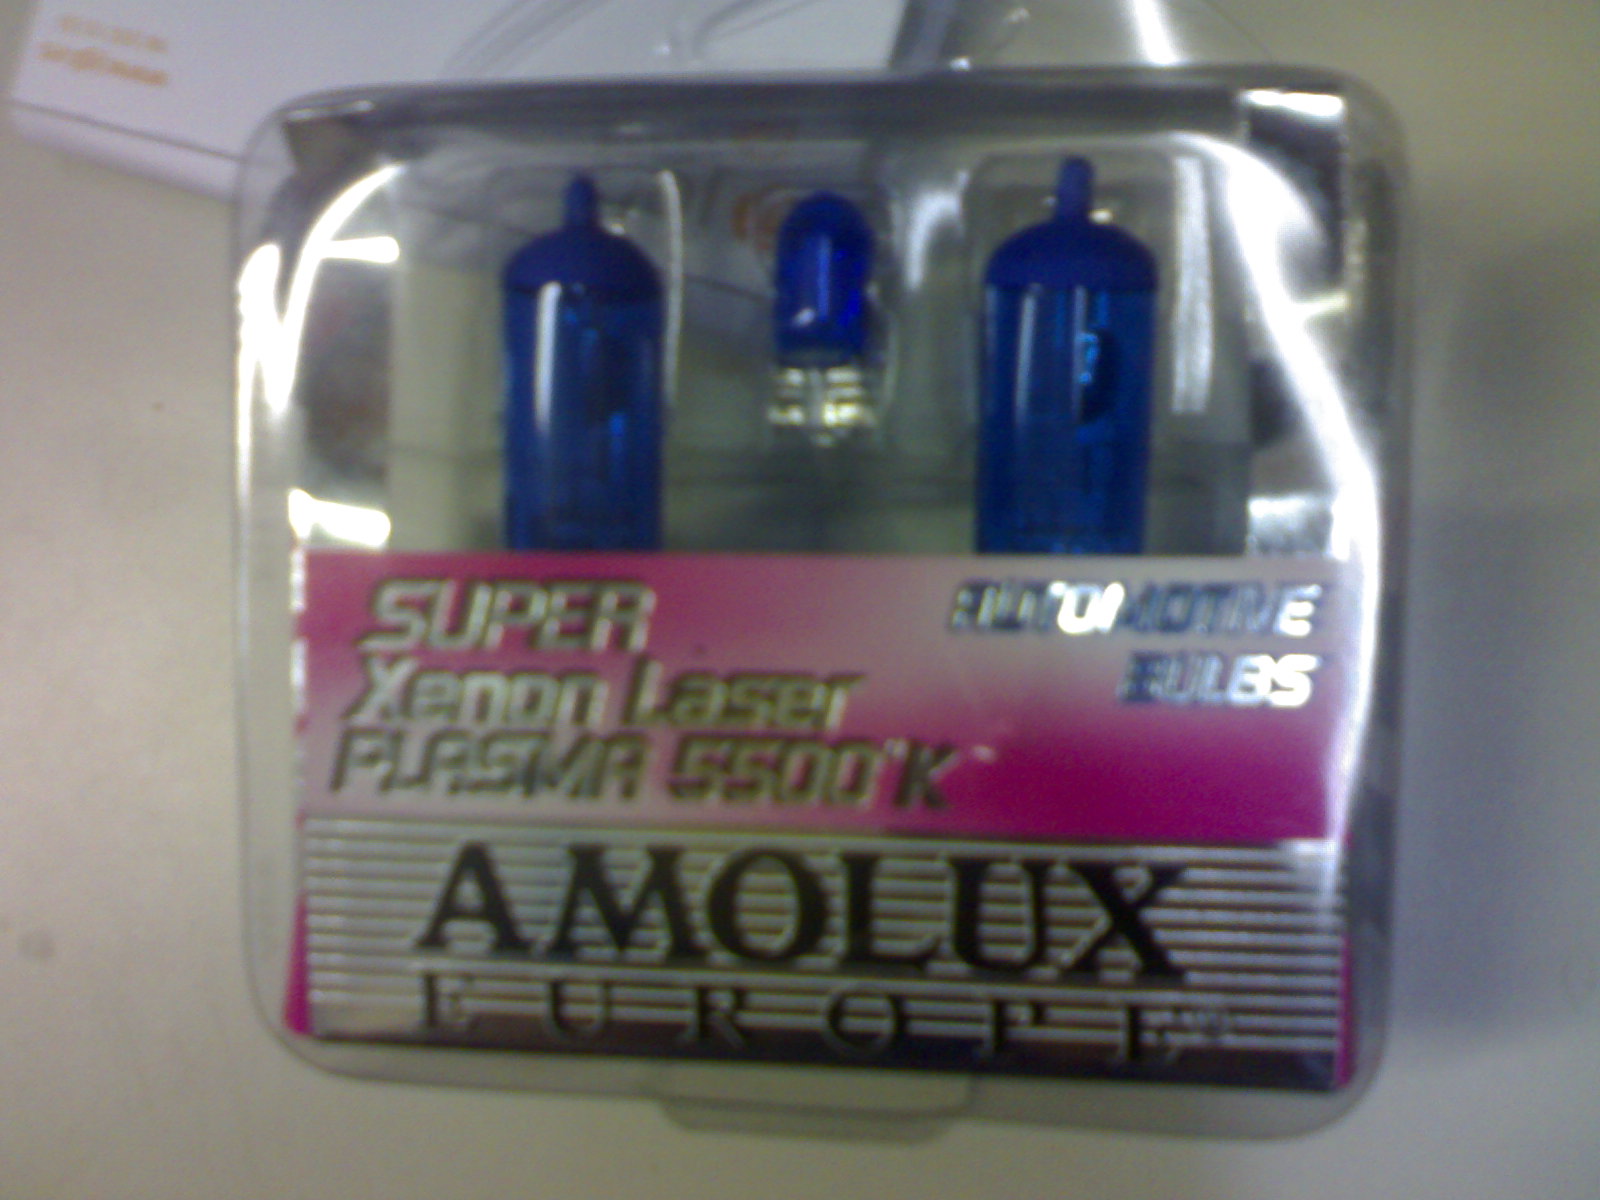 SUPER
Xenon Laser
PLASMA 5500°K
AUTOMOTIVE
BULBS
AMOLUX
EUROPE